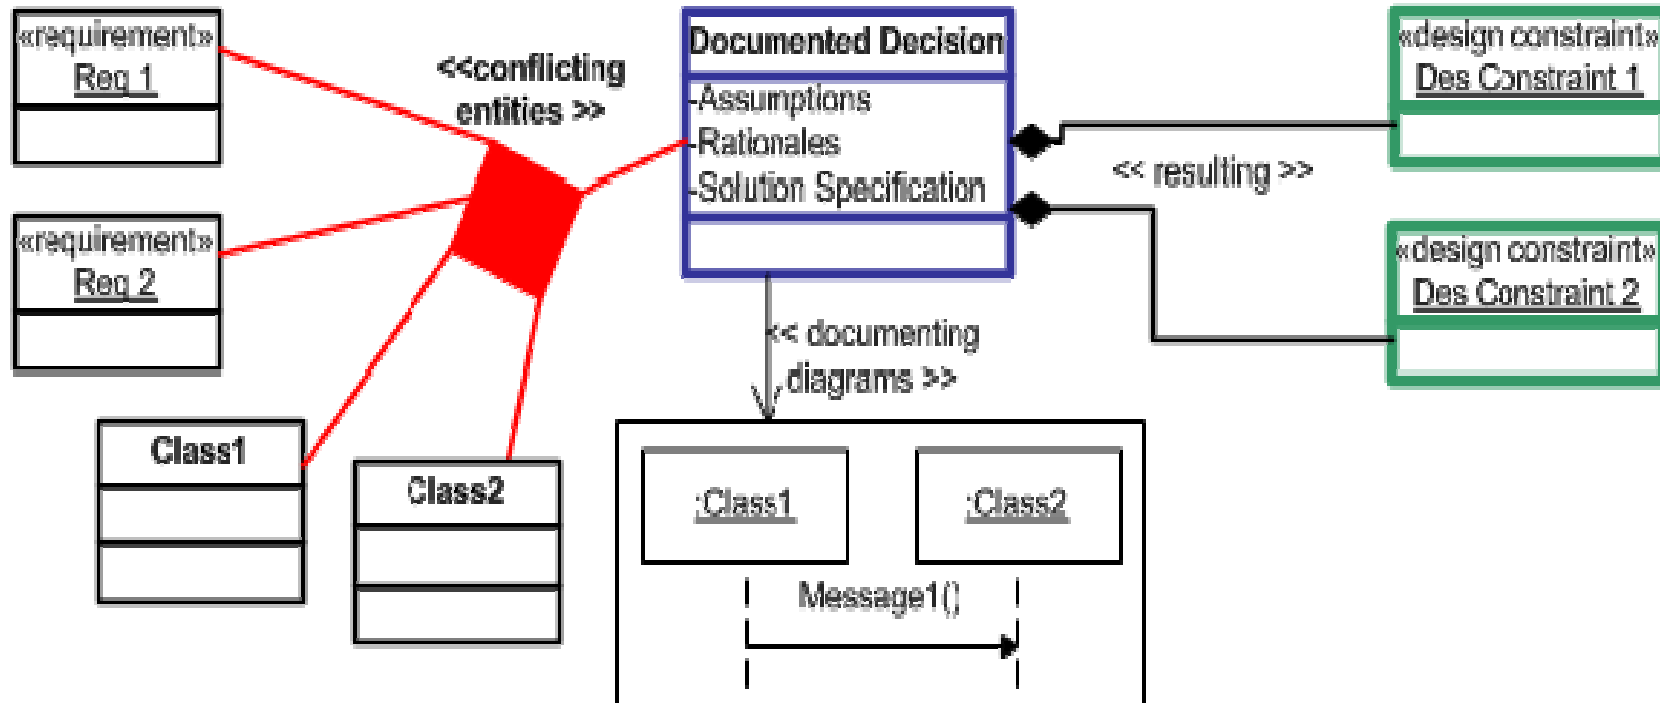 «requirement»
Req 1
<<conflicting
entities >>
Documented Decision
-Assumptions
-Rationales
-Solution Specification
«design constraint»
Des Constraint 1
<< resulting >>
«requirement»
Req 2
«design constraint»
Des Constraint 2
<< documenting
diagrams >>
Class1
Class2
:Class1
:Class2
Message1()